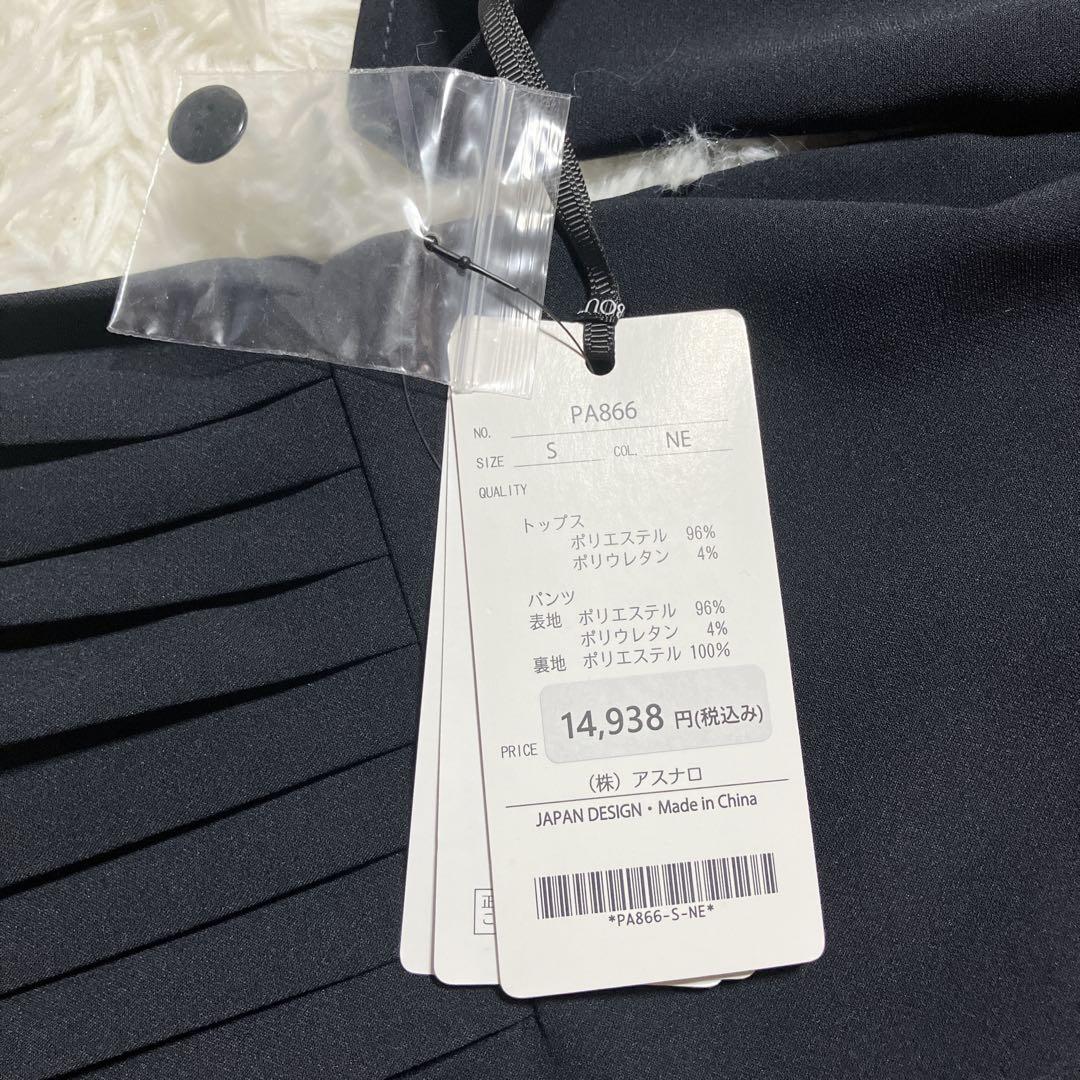 BOU
NO. PA866
SIZE S COL. NE
QUALITY
トップス
ポリエステル 96%
ポリウレタン 4%
パンツ
表地 ポリエステル 96%
ポリウレタン 4%
裏地 ポリエステル 100%
PRICE 14,938 円(税込み)
(株) アスナロ
JAPAN DESIGN・Made in China
*PA866-S-NE*